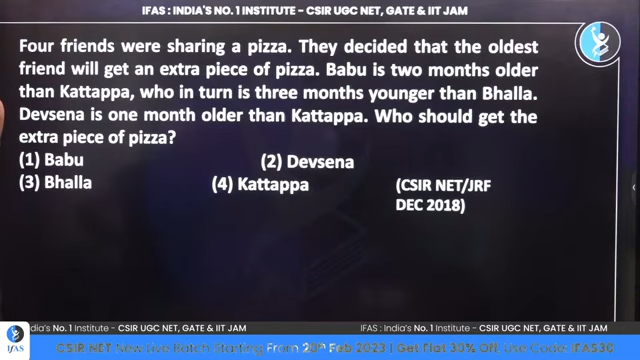 IFAS: INDIA'S NO. 1 INSTITUTE - CSIR UGC NET, GATE & IIT JAM
Four friends were sharing a pizza. They decided that the oldest
friend will get an extra piece of pizza. Babu is two months older
than Kattappa, who in turn is three months younger than Bhalla.
Devsena is one month older than Kattappa. Who should get the
extra piece of pizza?
(1) Babu (2) Devsena
(3) Bhalla (4) Kattappa (CSIR NET/JRF
DEC 2018)
IFAS
dia's No. 1 Institute - CSIR UGC NET, GATE & IIT JAM IFAS : India's No. 1 Institute - CSIR UGC NET, GATE & IIT JAM
CSIR NET New Live Batch Starting From 20th Feb 2023 | Get Flat 30% Off Use Code: IFAS30